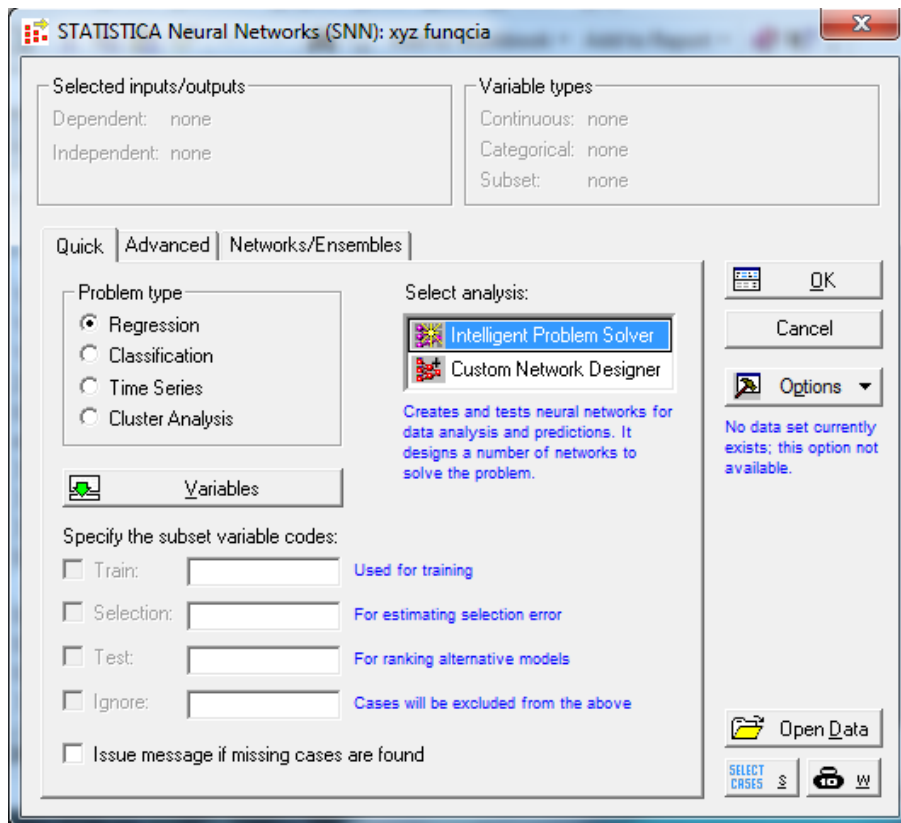 STATISTICA Neural Networks (SNN): xyz funqcia
X
Selected inputs/outputs
Dependent: none
Independent: none
Variable types
Continuous: none
Categorical: none
Subset: none
Quick
Advanced
Networks/Ensembles
Problem type
Regression
Classification
Time Series
Cluster Analysis
Variables
Select analysis:
Intelligent Problem Solver
Custom Network Designer
Creates and tests neural networks for
data analysis and predictions. It
designs a number of networks to
solve the problem.
Specify the subset variable codes:
Train:
Used for training
Selection:
For estimating selection error
Test:
For ranking alternative models
Ignore:
Cases will be excluded from the above
Issue message if missing cases are found
OK
Cancel
Options
No data set currently
exists; this option not
available.
Open Data
SELECT
CASES
S
W